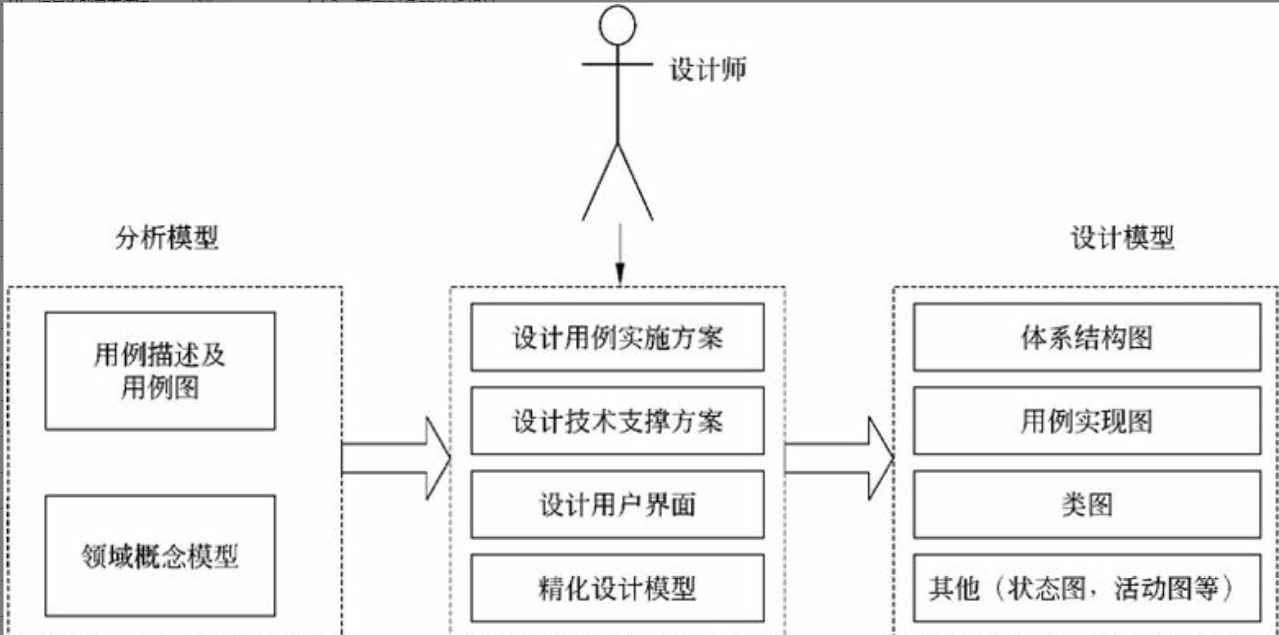 设计师
分析模型
设计模型
用例描述及
用例图
领域概念模型
设计用例实施方案
设计技术支撑方案
设计用户界面
精化设计模型
体系结构图
用例实现图
类图
其他（状态图，活动图等）